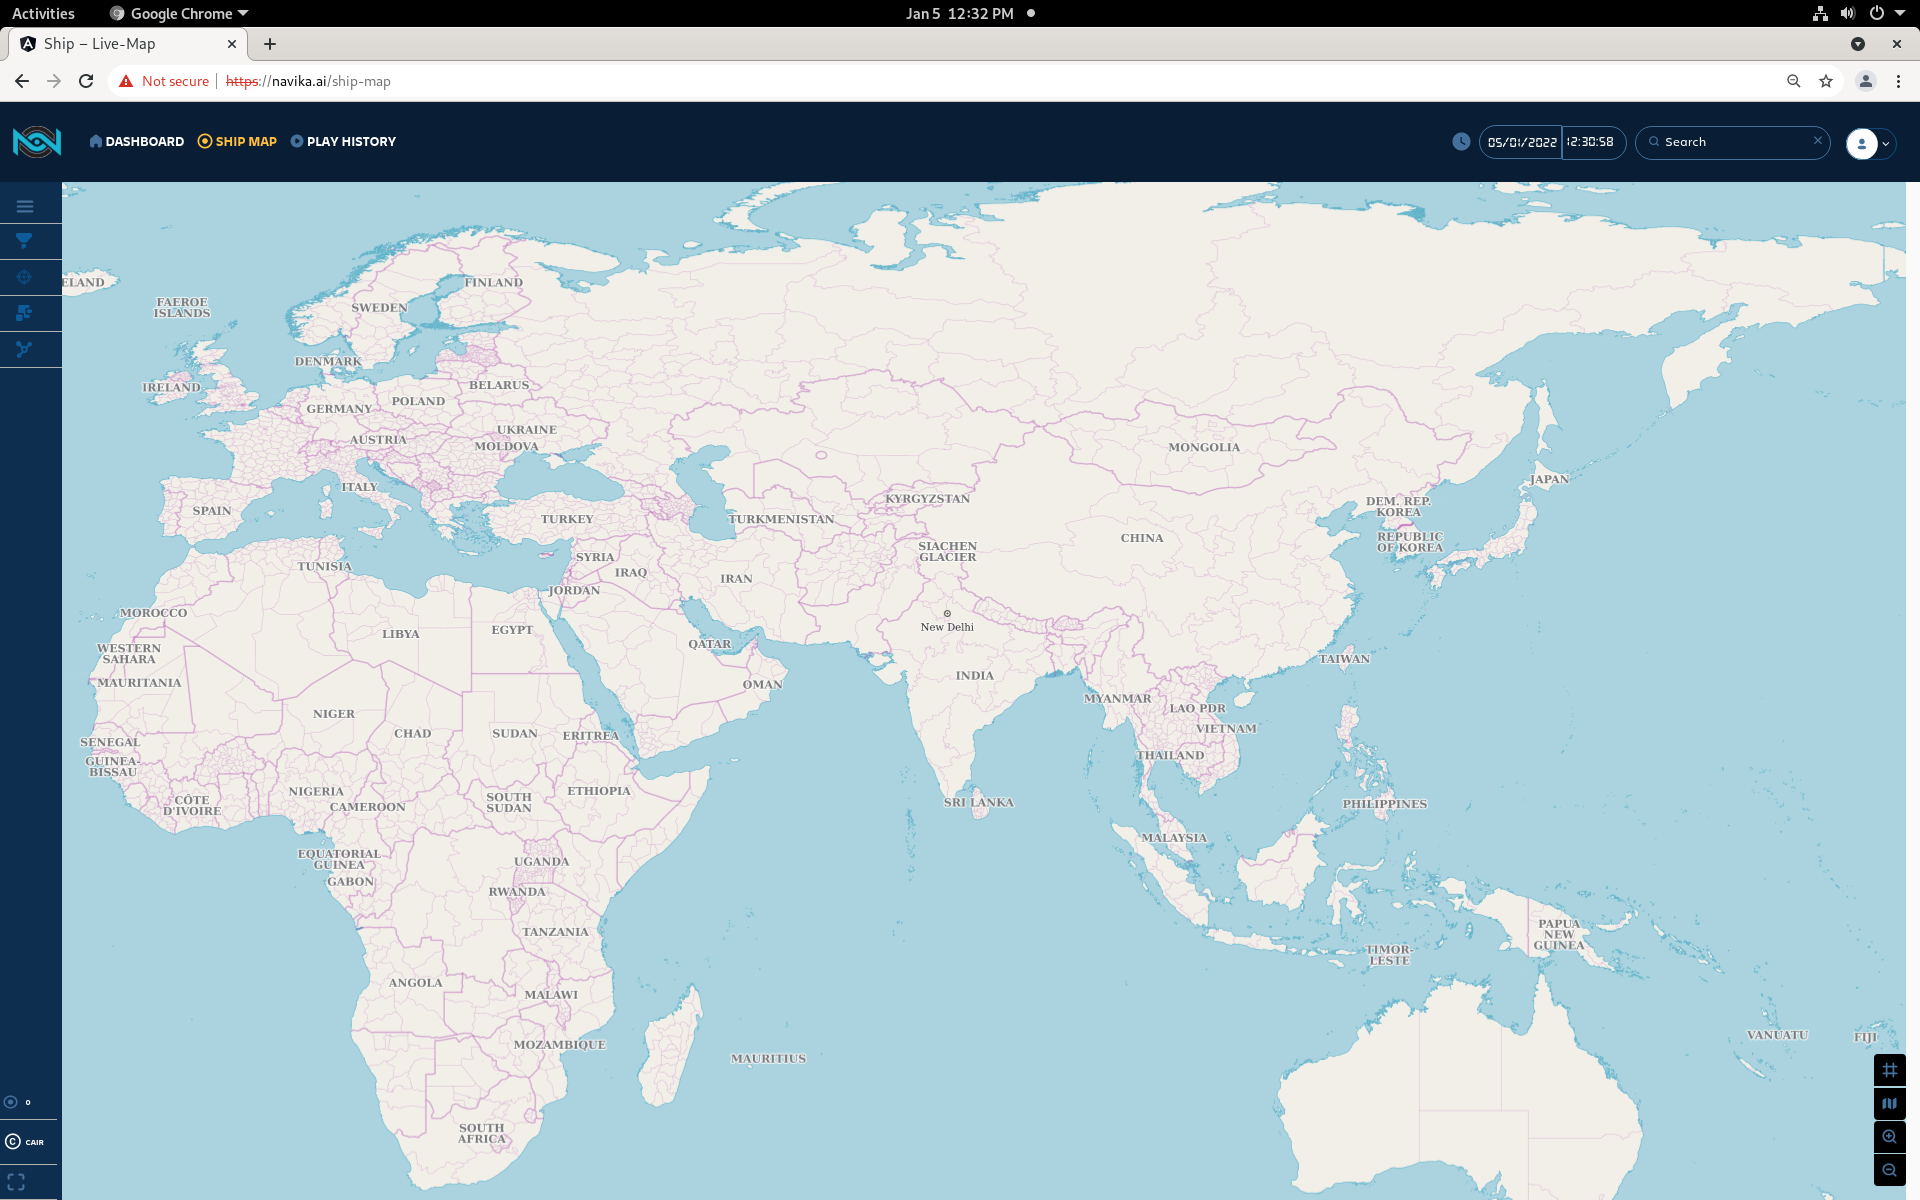 Activities
Google Chrome
Jan 5 12:32 PM
Ship – Live-Map
Not secure
https://navika.ai/ship-map
DASHBOARD
SHIP MAP
PLAY HISTORY
05/01/2022
12:30:58
Search
ELAND
FAEROE
ISLANDS
SWEDEN
FINLAND
DENMARK
IRELAND
BELARUS
POLAND
GERMANY
UKRAINE
AUSTRIA
MOLDOVA
MONGOLIA
ITALY
JAPAN
KYRGYZSTAN
DEM. REP.
KOREA
SPAIN
TURKEY
TURKMENISTAN
CHINA
REPUBLIC
OF KOREA
SIACHEN
GLACIER
SYRIA
TUNISIA
IRAQ
IRAN
JORDAN
MOROCCO
New Delhi
LIBYA
EGYPT
QATAR
WESTERN
SAHARA
TAIWAN
INDIA
MAURITANIA
OMAN
MYANMAR
LAO PDR
NIGER
VIETNAM
CHAD
SUDAN
ERITREA
SENEGAL
THAILAND
GUINEA-
BISSAU
NIGERIA
ETHIOPIA
CÔTE
D'IVOIRE
CAMEROON
SOUTH
SUDAN
SRI LANKA
PHILIPPINES
MALAYSIA
EQUATORIAL
GUINEA
UGANDA
GABON
RWANDA
TANZANIA
PAPUA
NEW
GUINEA
TIMOR-
LESTE
ANGOLA
MALAWI
VANUATU
FIJI
MOZAMBIQUE
MAURITIUS
0
SOUTH
AFRICA
© CAIR